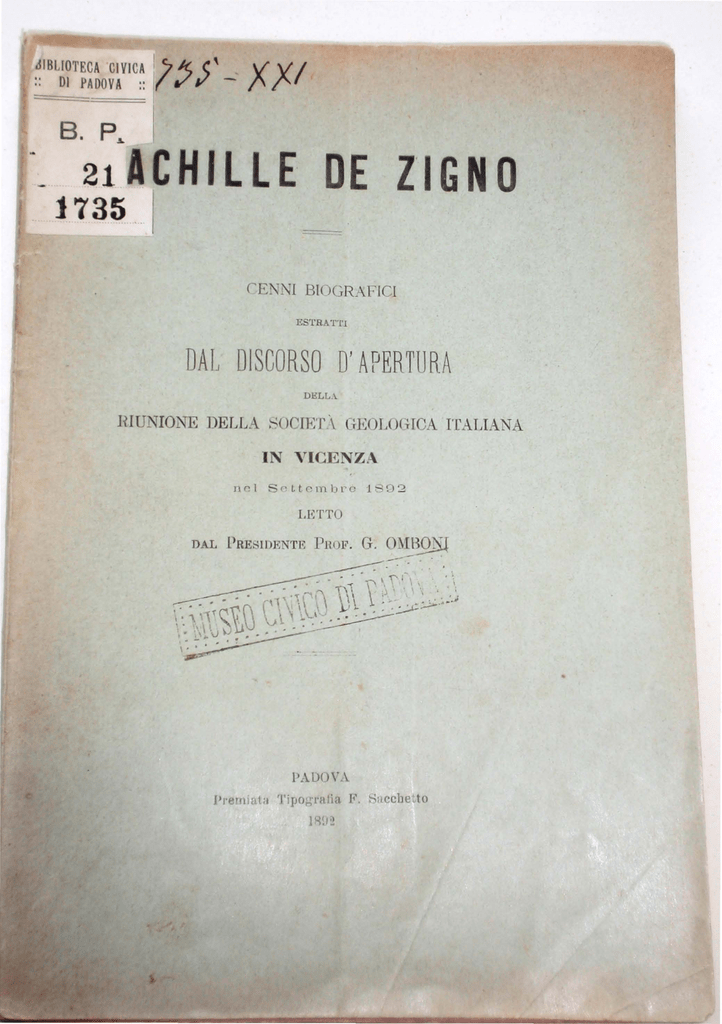 BIBLIOTECA CIVICA
:: DI PADOVA ::
B. P.
21
1735
735-XXI
ACHILLE DE ZIGNO
CENNI BIOGRAFICI
ESTRATTI
DAL DISCORSO D'APERTURA
DELLA
RIUNIONE DELLA SOCIETÀ GEOLOGICA ITALIANA
IN VICENZA
nel Settembre 1892
LETTO
DAL PRESIDENTE PROF. G. OMBONI
MUSEO CIVICO DI PADOVA
PADOVA
Premiata Tipografia F. Sacchetto
1892